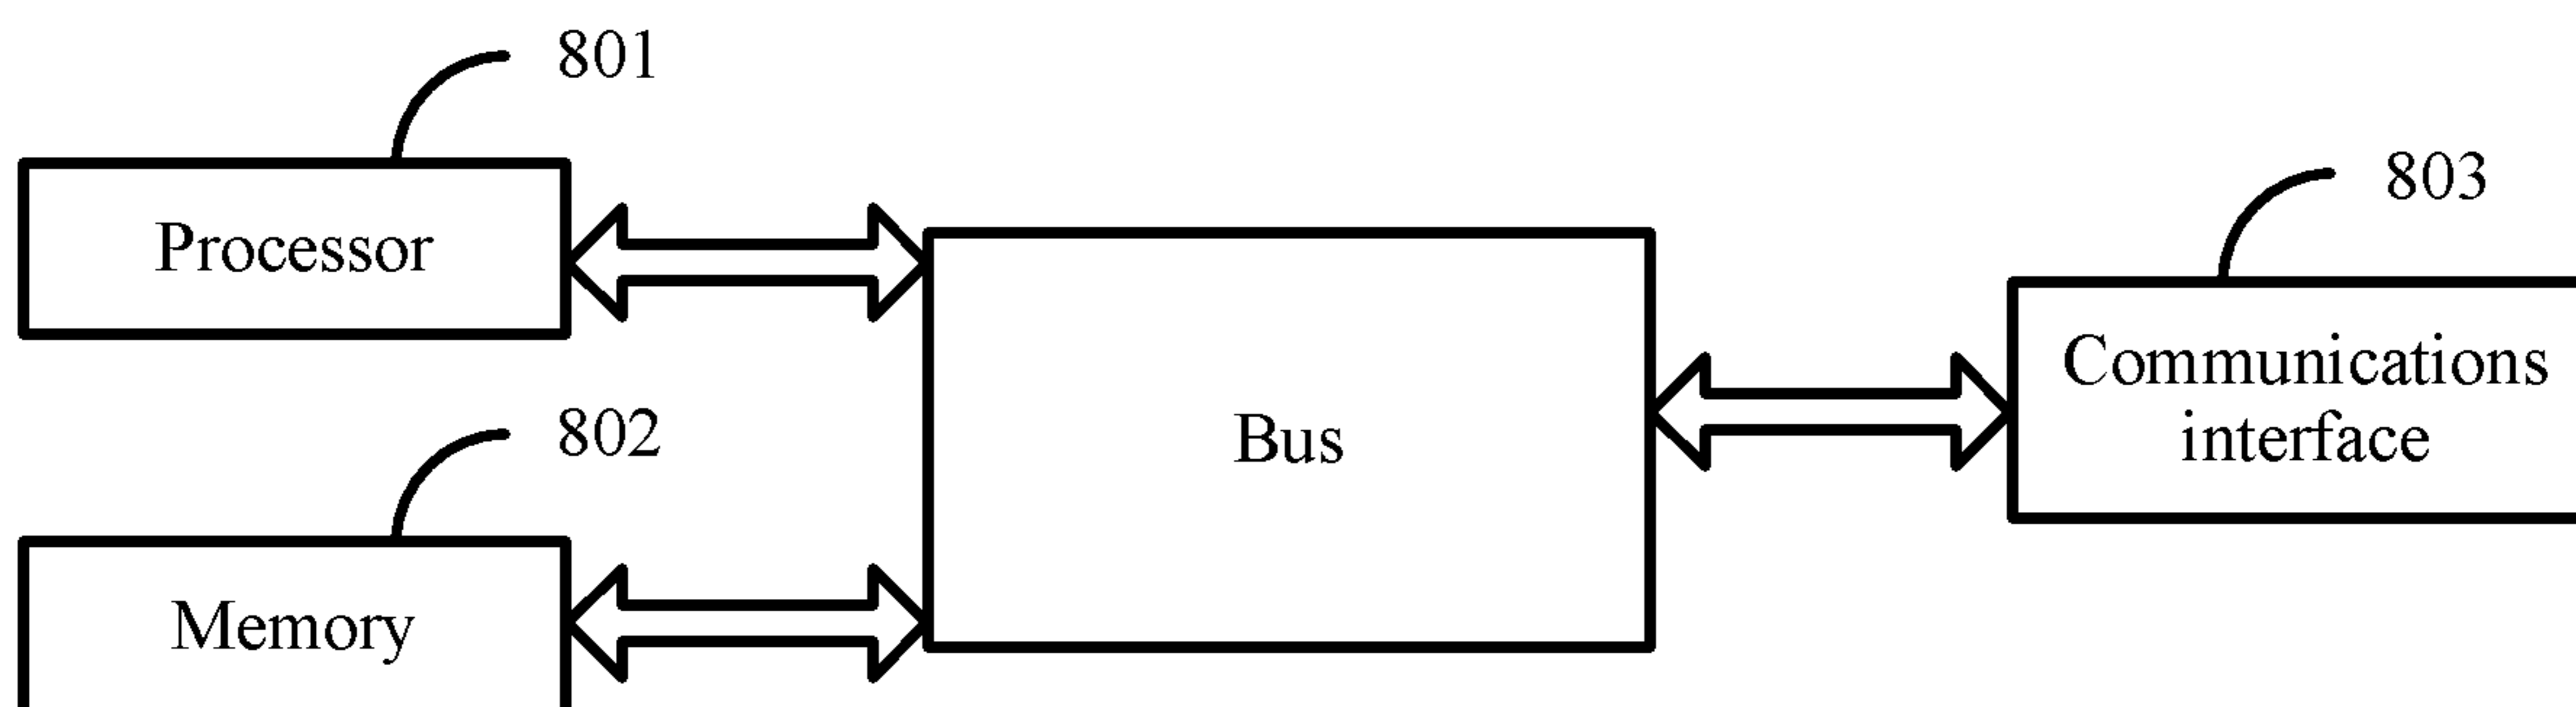 801
Processor
803
Communications
interface
Bus
802
Memory